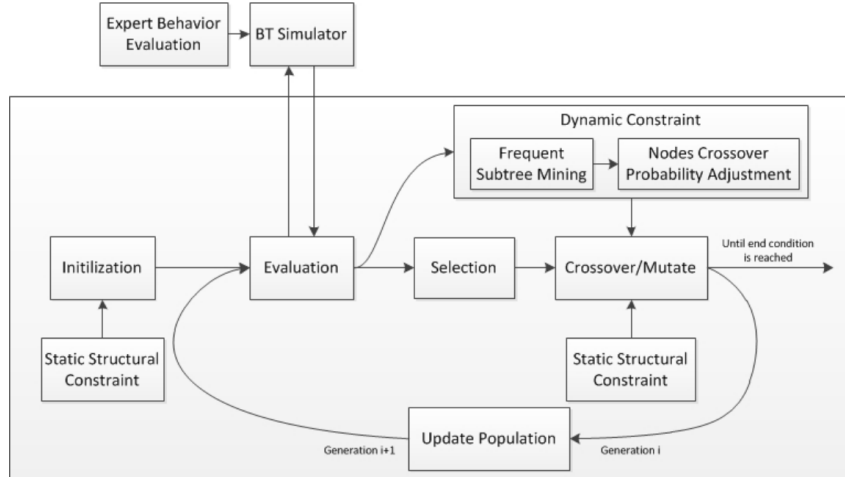 Expert Behavior
Evaluation
BT Simulator
Dynamic Constraint
Frequent
Subtree Mining
Nodes Crossover
Probability Adjustment
Initilization
Evaluation
Selection
Crossover/Mutate
Until end condition
is reached
Static Structural
Constraint
Static Structural
Constraint
Update Population
Generation i+1
Generation i